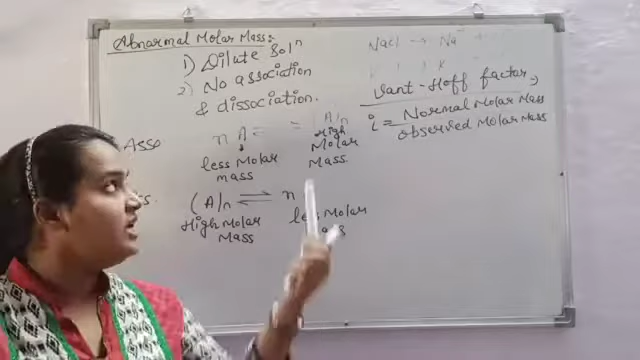 Abnormal Molar Mass:
1) Dilute Solⁿ
2) No association
& dissociation.
Asso
n A ⇌ = (A)n
less Molar
mass
High
Molar
Mass
ss. (A)n ⇌ n
High Molar
Mass
less Molar
NaCl → Na⁺
Vant-Hoff factor,
i = Normal Molar Mass
observed Molar Mass